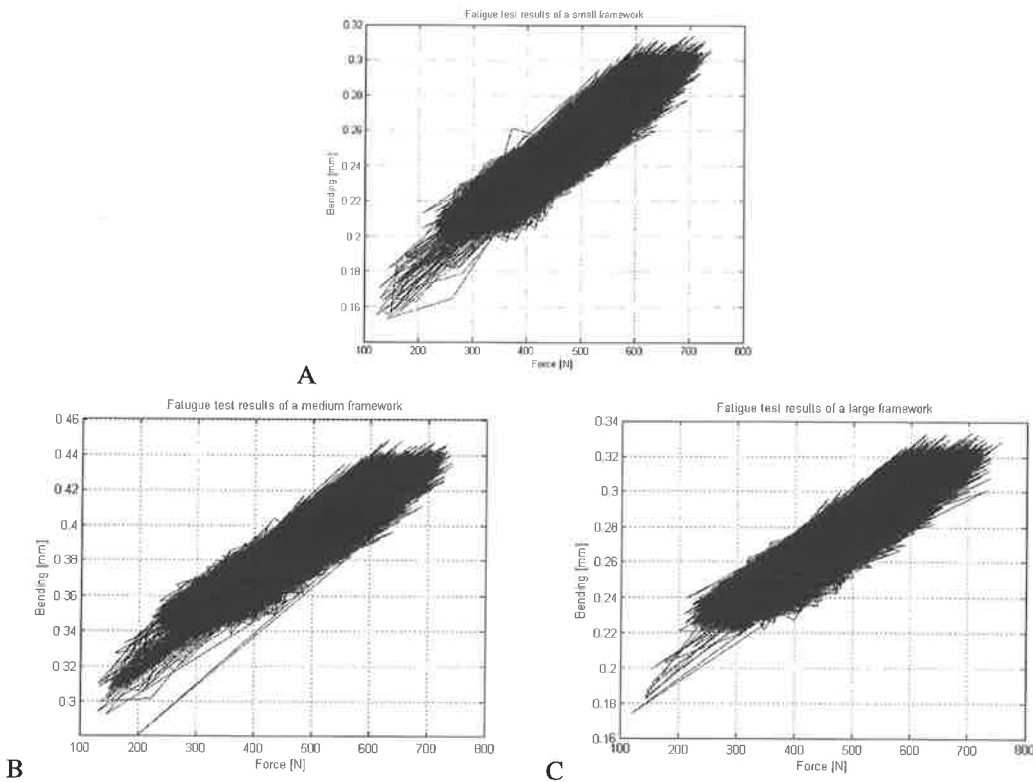 Fatigue test results of a small framework
0.32
0.3
0.28
0.26
0.24
0.22
0.2
0.18
0.16
Bending [mm]
100 200 300 400 500 600 700 800
Force [N]
A
Fatugue test results of a medium framework
0.46
0.44
0.42
0.4
0.38
0.36
0.34
0.32
0.3
Bending [mm]
100 200 300 400 500 600 700 800
Force [N]
B
Fatigue test results of a large framework
0.34
0.32
0.3
0.28
0.26
0.24
0.22
0.2
0.18
0.16
Bending [mm]
100 200 300 400 500 600 700 800
Force [N]
C